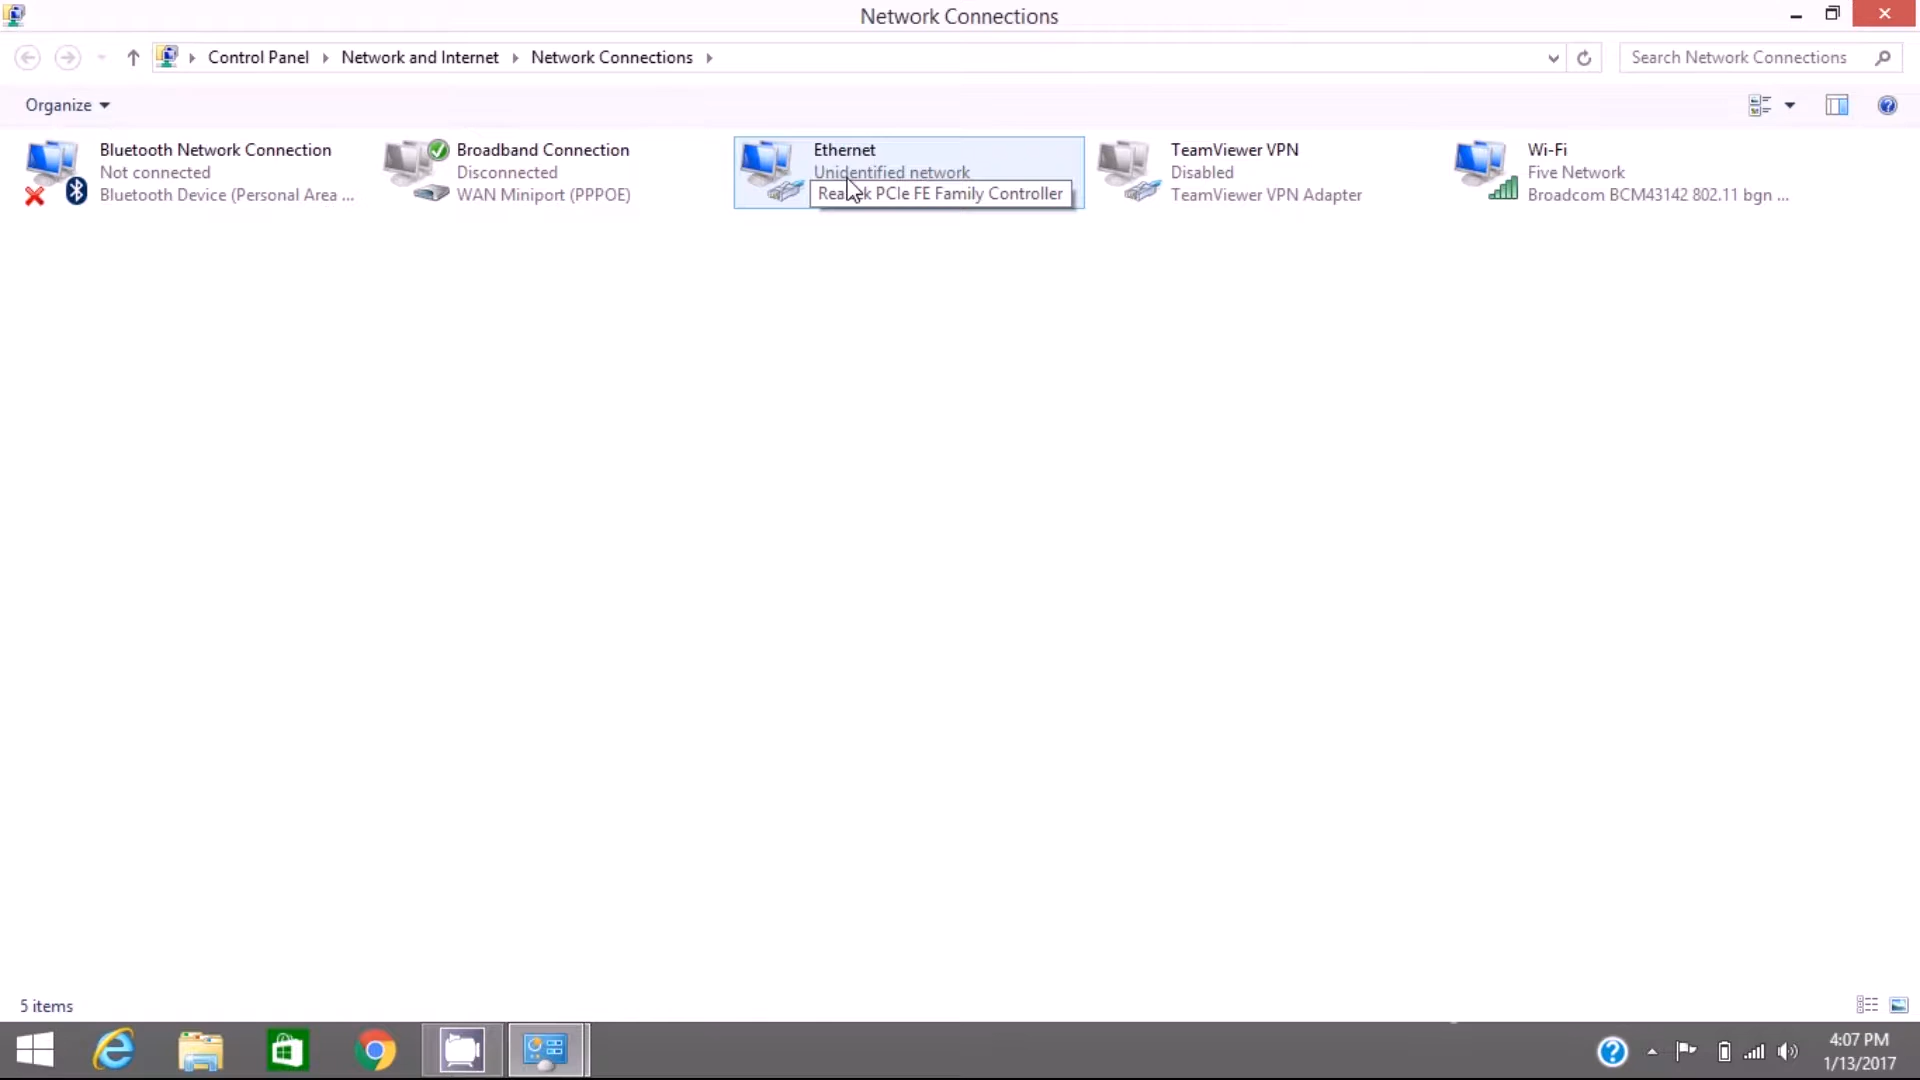 Network Connections
Control Panel
Network and Internet
Network Connections
Search Network Connections
Organize
Bluetooth Network Connection
Not connected
Bluetooth Device (Personal Area ...
Broadband Connection
Disconnected
WAN Miniport (PPPOE)
Ethernet
Unidentified network
PCIe FE Family Controller
TeamViewer VPN
Disabled
TeamViewer VPN Adapter
Wi-Fi
Five Network
Broadcom BCM43142 802.11 bgn ...
5 items
4:07 PM
1/13/2017